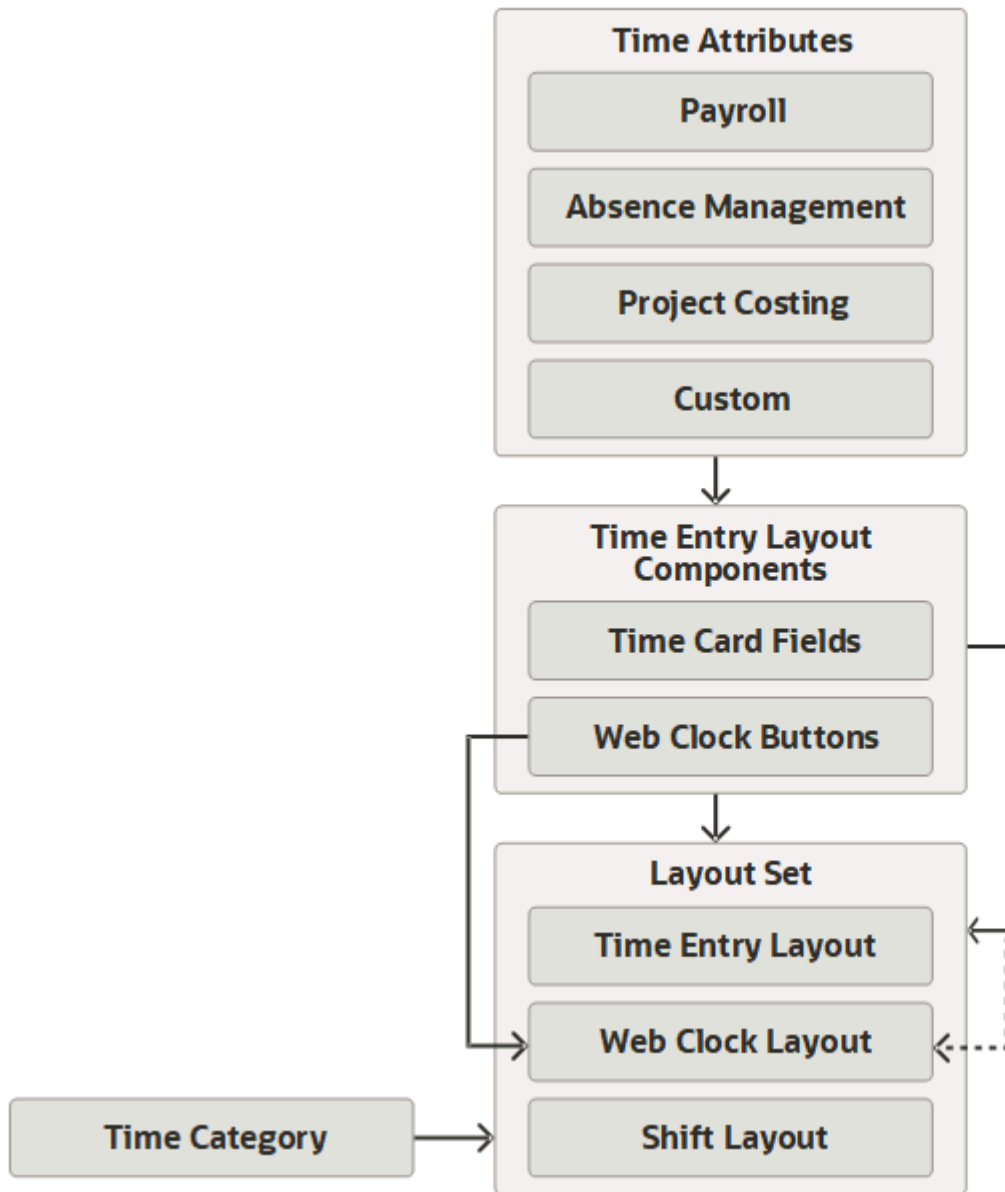 Time Attributes
Payroll
Absence Management
Project Costing
Custom
Time Entry Layout
Components
Time Card Fields
Web Clock Buttons
Layout Set
Time Entry Layout
Web Clock Layout
Time Category
Shift Layout